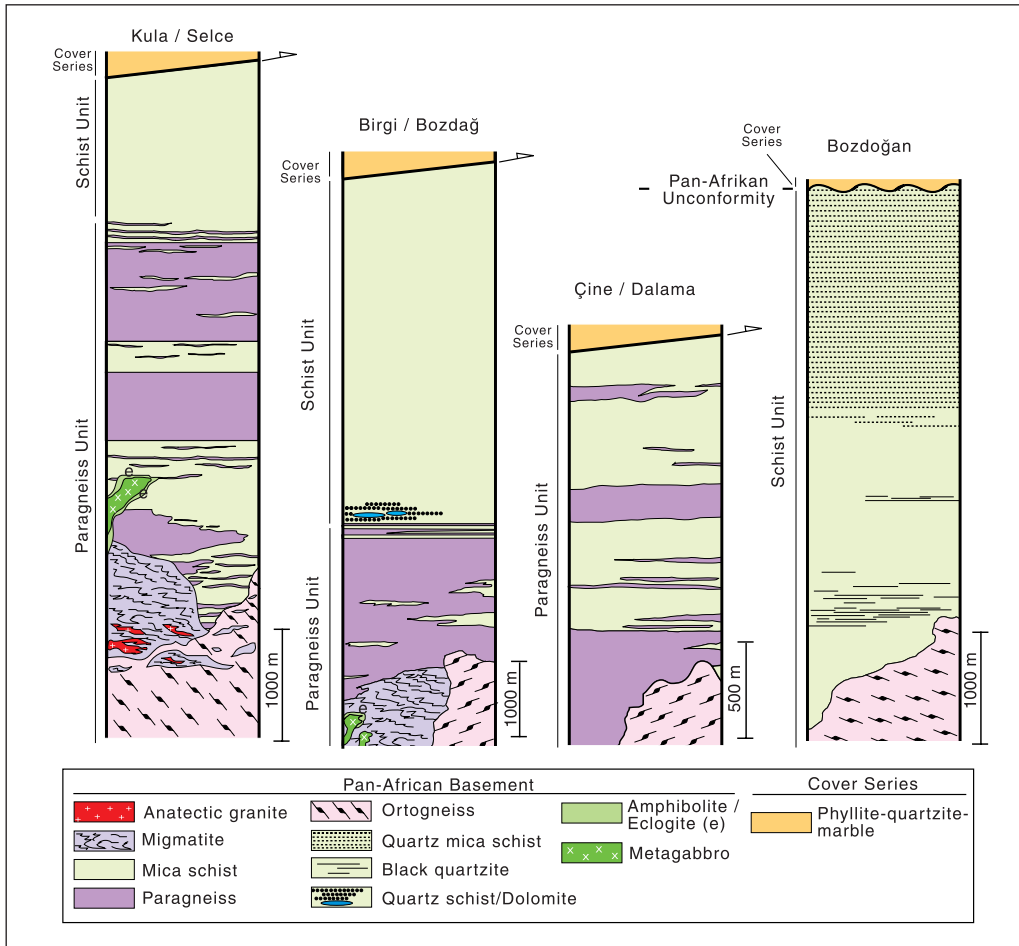 Kula / Selce
Cover
Series
Schist Unit
Paragneiss Unit
e
e
1000 m
Birgi / Bozdağ
Cover
Series
Schist Unit
Paragneiss Unit
e
1000 m
Çine / Dalama
Cover
Series
Paragneiss Unit
500 m
Bozdoğan
Cover
Series
Pan-Afrikan
Unconformity
Schist Unit
1000 m
Pan-African Basement
Anatectic granite
Migmatite
Mica schist
Paragneiss
Ortogneiss
Quartz mica schist
Black quartzite
Quartz schist/Dolomite
Amphibolite /
Eclogite (e)
Metagabbro
Cover Series
Phyllite-quartzite-
marble